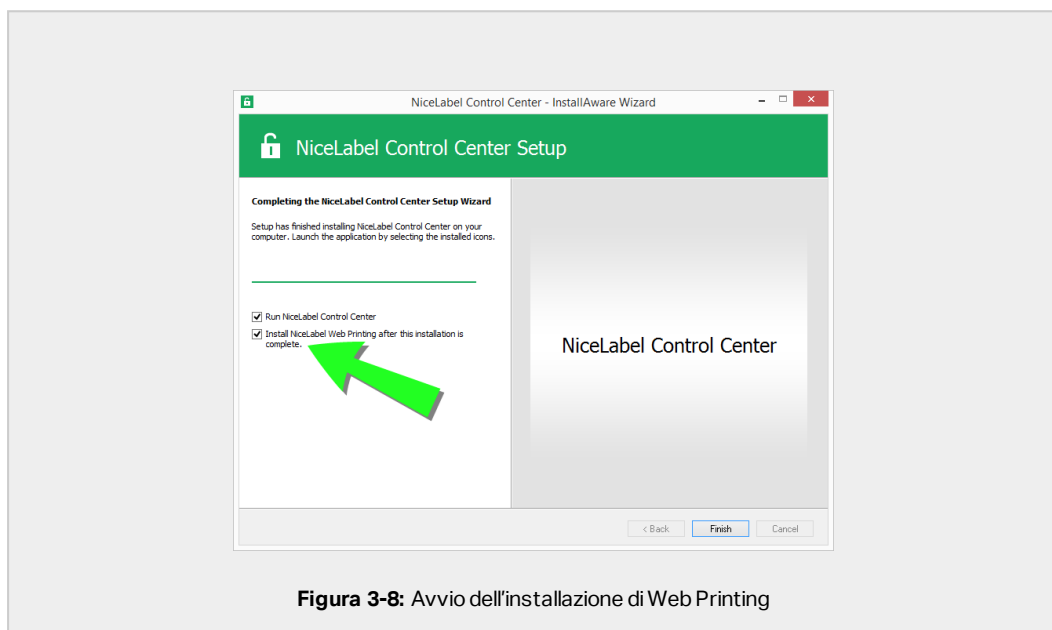 NiceLabel Control Center - InstallAware Wizard
NiceLabel Control Center Setup
Completing the NiceLabel Control Center Setup Wizard
Setup has finished installing NiceLabel Control Center on your
computer. Launch the application by selecting the installed icons.
Run NiceLabel Control Center
Install NiceLabel Web Printing after this installation is
complete.
NiceLabel Control Center
< Back
Finish
Cancel
Figura 3-8: Avvio dell'installazione di Web Printing